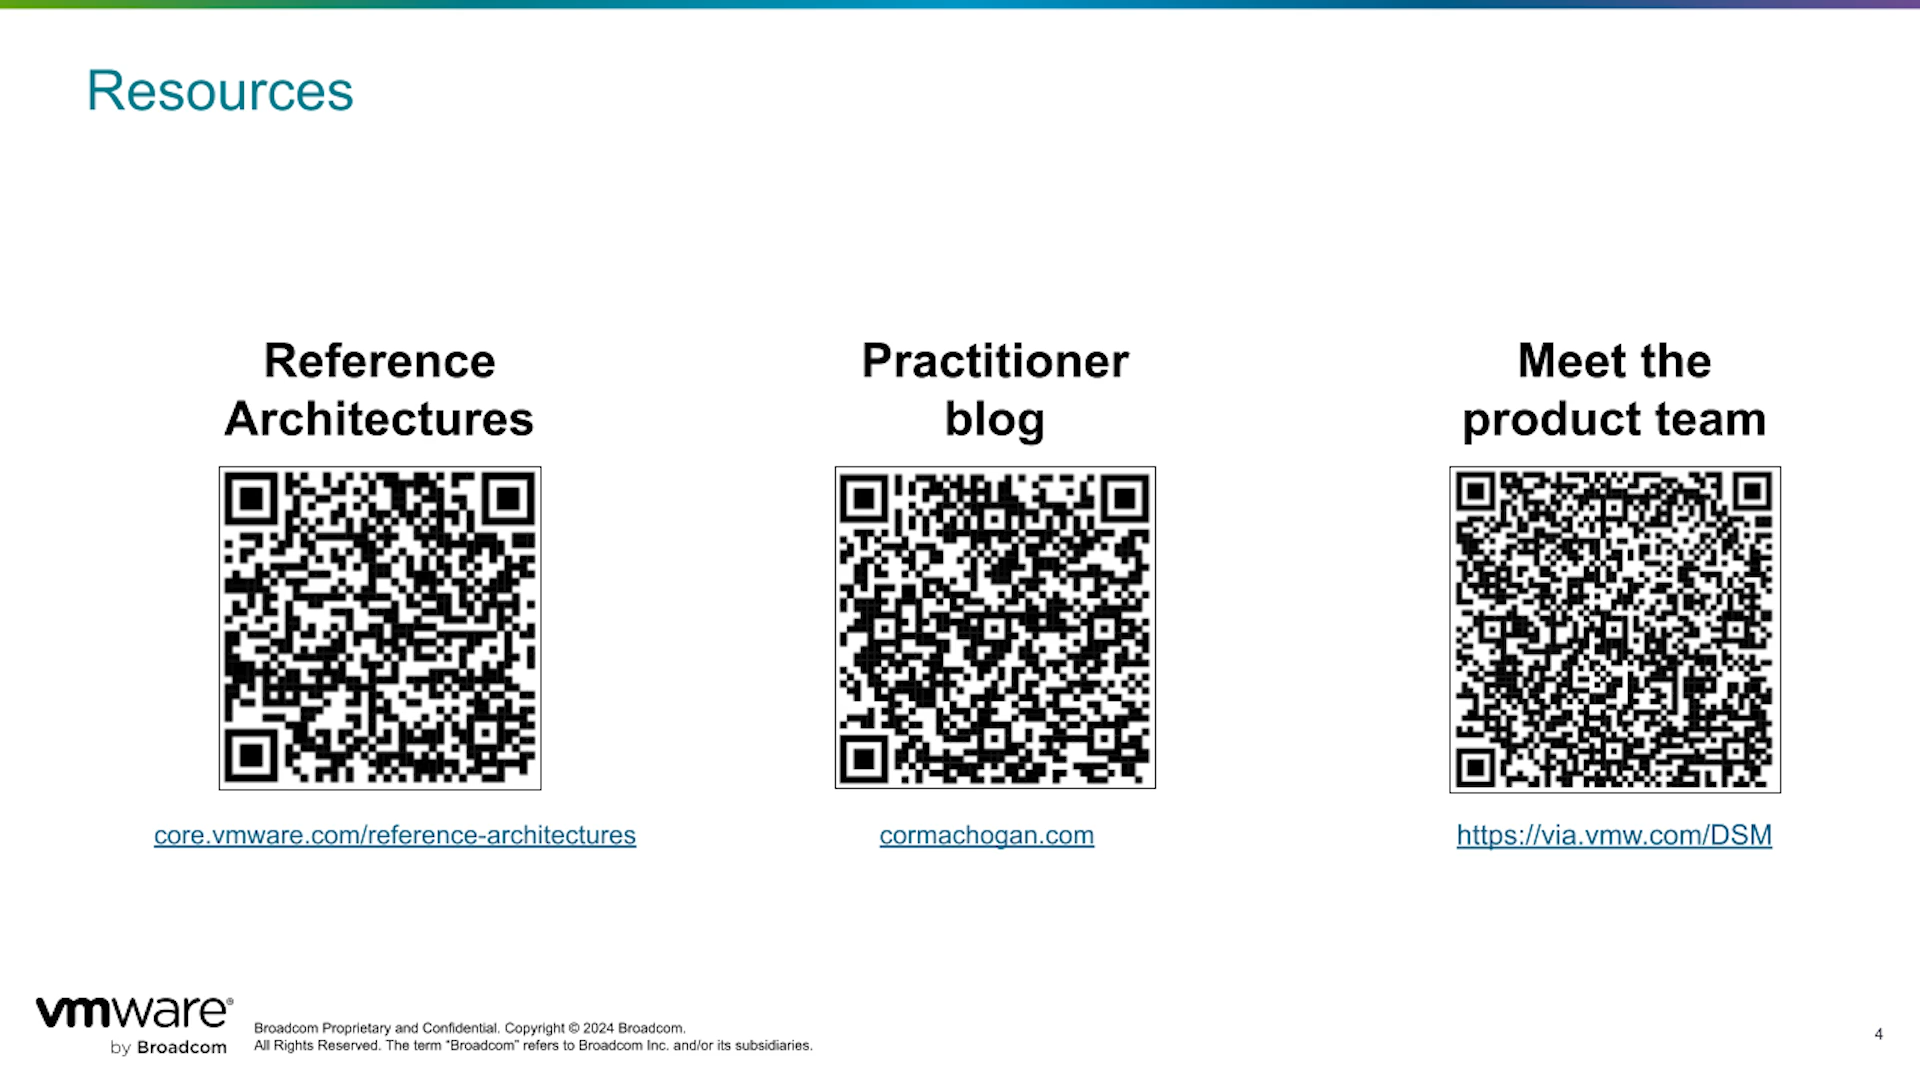 Resources
Reference
Architectures
Practitioner
blog
Meet the
product team
core.vmware.com/reference-architectures
cormachogan.com
https://via.vmw.com/DSM
vmware®
by Broadcom
Broadcom Proprietary and Confidential. Copyright © 2024 Broadcom.
All Rights Reserved. The term “Broadcom” refers to Broadcom Inc. and/or its subsidiaries.
4